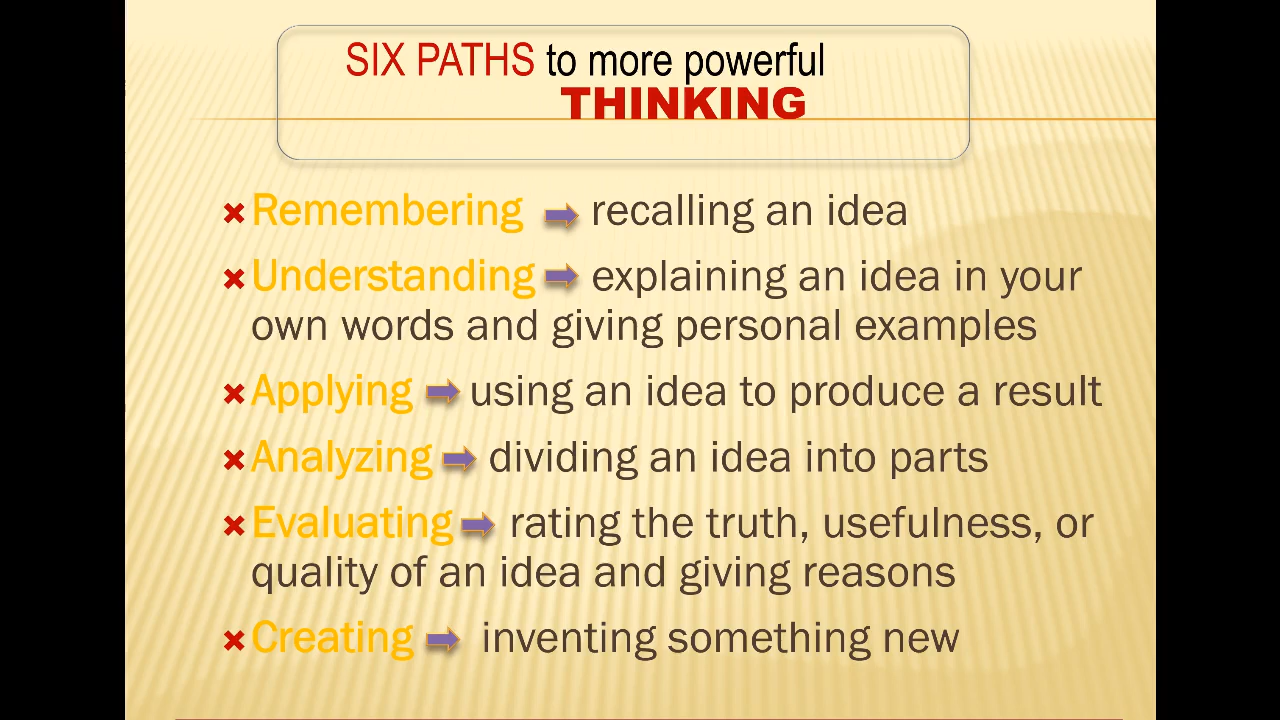 SIX PATHS to more powerful
THINKING
Remembering recalling an idea
Understanding explaining an idea in your
own words and giving personal examples
Applying using an idea to produce a result
Analyzing dividing an idea into parts
Evaluating rating the truth, usefulness, or
quality of an idea and giving reasons
Creating inventing something new